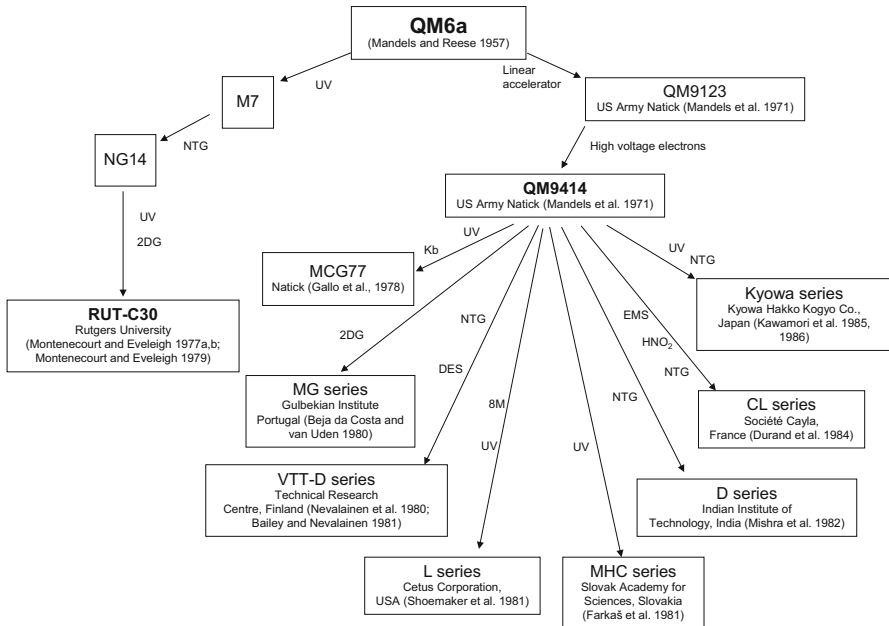 QM6a
(Mandels and Reese 1957)
UV
Linear
accelerator
M7
QM9123
US Army Natick (Mandels et al. 1971)
NTG
High voltage electrons
NG14
QM9414
US Army Natick (Mandels et al. 1971)
UV
2DG
UV
Kb
UV
NTG
MCG77
Natick (Gallo et al., 1978)
Kyowa series
Kyowa Hakko Kogyo Co.,
Japan (Kawamori et al. 1985,
1986)
RUT-C30
Rutgers University
(Montenecourt and Eveleigh 1977a,b;
Montenecourt and Eveleigh 1979)
2DG
NTG
EMS
HNO₂
NTG
DES
8M
NTG
UV
UV
MG series
Gulbekian Institute
Portugal (Beja da Costa and
van Uden 1980)
CL series
Société Cayla,
France (Durand et al. 1984)
VTT-D series
Technical Research
Centre, Finland (Nevalainen et al. 1980;
Bailey and Nevalainen 1981)
D series
Indian Institute of
Technology, India (Mishra et al. 1982)
L series
Cetus Corporation,
USA (Shoemaker et al. 1981)
MHC series
Slovak Academy for
Sciences, Slovakia
(Farkaš et al. 1981)